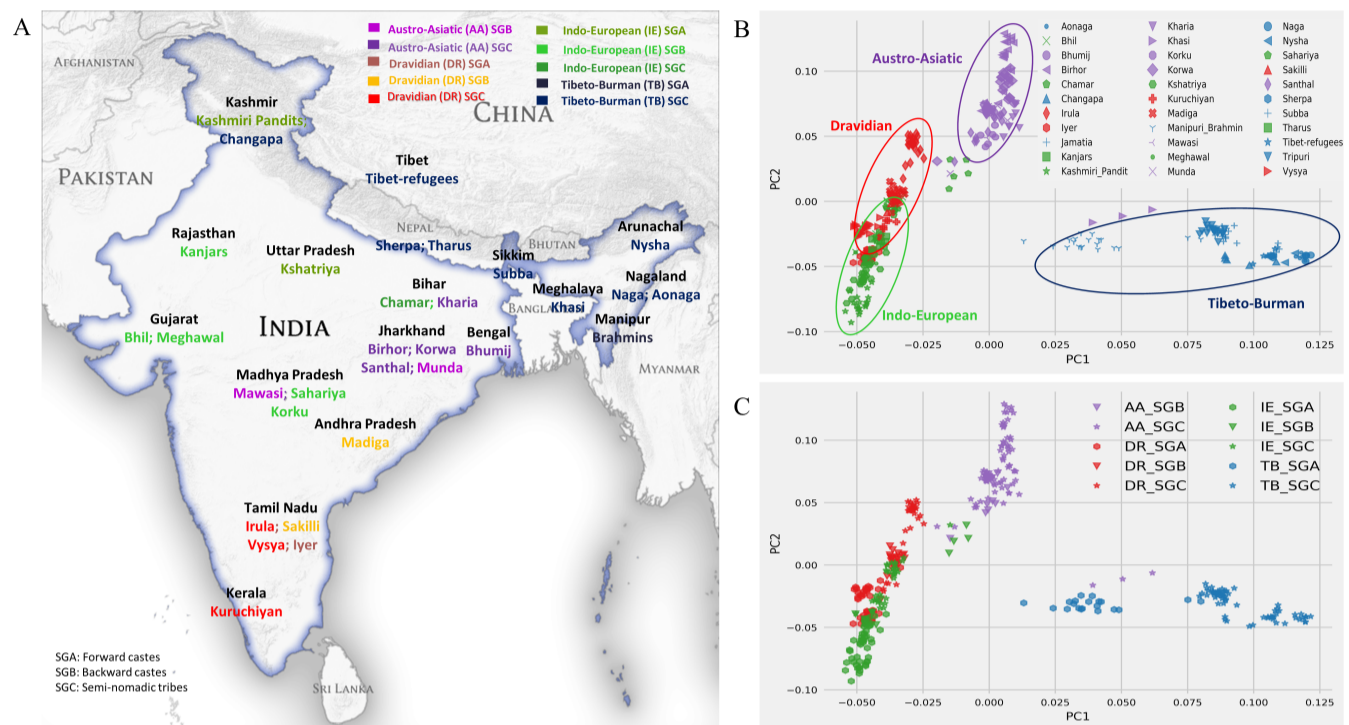 A
Austro-Asiatic (AA) SGB
Austro-Asiatic (AA) SGC
Dravidian (DR) SGA
Dravidian (DR) SGB
Dravidian (DR) SGC
Indo-European (IE) SGA
Indo-European (IE) SGB
Indo-European (IE) SGC
Tibeto-Burman (TB) SGA
Tibeto-Burman (TB) SGC
AFGHANISTAN
CHINA
Kashmir
Kashmiri Pandits;
Changapa
PAKISTAN
Tibet
Tibet-refugees
NEPAL
Sherpa; Tharus
Sikkim
Subba
BHUTAN
Arunachal
Nysha
Rajasthan
Kanjars
Uttar Pradesh
Kshatriya
Bihar
Chamar; Kharia
Meghalaya
Khasi
BANGLADESH
Nagaland
Naga; Aonaga
Manipur
Brahmins
INDIA
Gujarat
Bhil; Meghawal
Jharkhand
Birhor; Korwa
Santhal; Munda
Bengal
Bhumij
MYANMAR
Madhya Pradesh
Mawasi; Sahariya
Korku
Andhra Pradesh
Madiga
Tamil Nadu
Irula; Sakilli
Vysya; Iyer
Kerala
Kuruchiyan
SGA: Forward castes
SGB: Backward castes
SGC: Semi-nomadic tribes
SRI LANKA
B
Austro-Asiatic
Dravidian
Indo-European
Tibeto-Burman
Aonaga
Bhil
Bhumij
Birhor
Chamar
Changapa
Irula
Iyer
Jamatia
Kanjars
Kashmiri_Pandit
Kharia
Khasi
Korku
Korwa
Kshatriya
Kuruchiyan
Madiga
Manipuri_Brahmin
Mawasi
Meghawal
Munda
Naga
Nysha
Sahariya
Sakilli
Santhal
Sherpa
Subba
Tharus
Tibet-refugees
Tripuri
Vysya
PC2
0.10
0.05
0.00
−0.05
−0.10
−0.050
−0.025
0.000
0.025
0.050
0.075
0.100
0.125
PC1
C
AA_SGB
AA_SGC
DR_SGA
DR_SGB
DR_SGC
IE_SGA
IE_SGB
IE_SGC
TB_SGA
TB_SGC
PC2
0.10
0.05
0.00
−0.05
−0.10
−0.050
−0.025
0.000
0.025
0.050
0.075
0.100
0.125
PC1